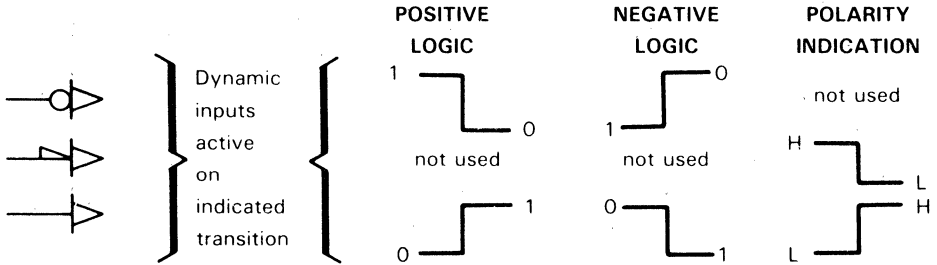 POSITIVE LOGIC
NEGATIVE LOGIC
POLARITY INDICATION
Dynamic
inputs
active
on
indicated
transition
1
0
not used
1
0
0
1
not used
0
1
not used
H
L
H
L